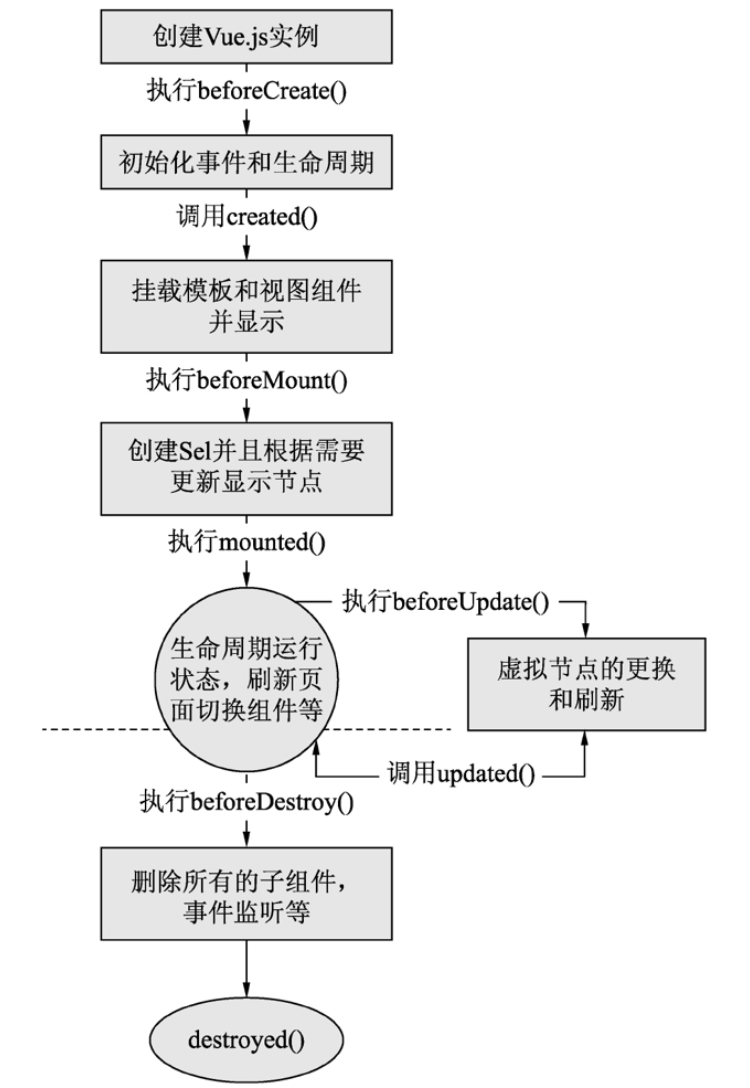 创建Vue.js实例
执行beforeCreate()
初始化事件和生命周期
调用created()
挂载模板和视图组件
并显示
执行beforeMount()
创建Sel并且根据需要
更新显示节点
执行mounted()
执行beforeUpdate()
生命周期运行
状态，刷新页
面切换组件等
虚拟节点的更换
和刷新
调用updated()
执行beforeDestroy()
删除所有的子组件，
事件监听等
destroyed()